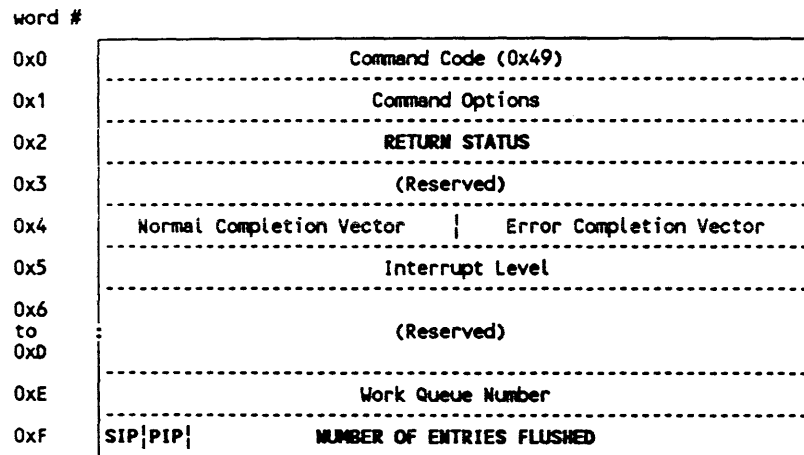 word #
0x0 Command Code (0x49)
0x1 Command Options
0x2 RETURN STATUS
0x3 (Reserved)
0x4 Normal Completion Vector ¦ Error Completion Vector
0x5 Interrupt Level
0x6
to : (Reserved)
0xD
0xE Work Queue Number
0xF SIP¦PIP¦ NUMBER OF ENTRIES FLUSHED